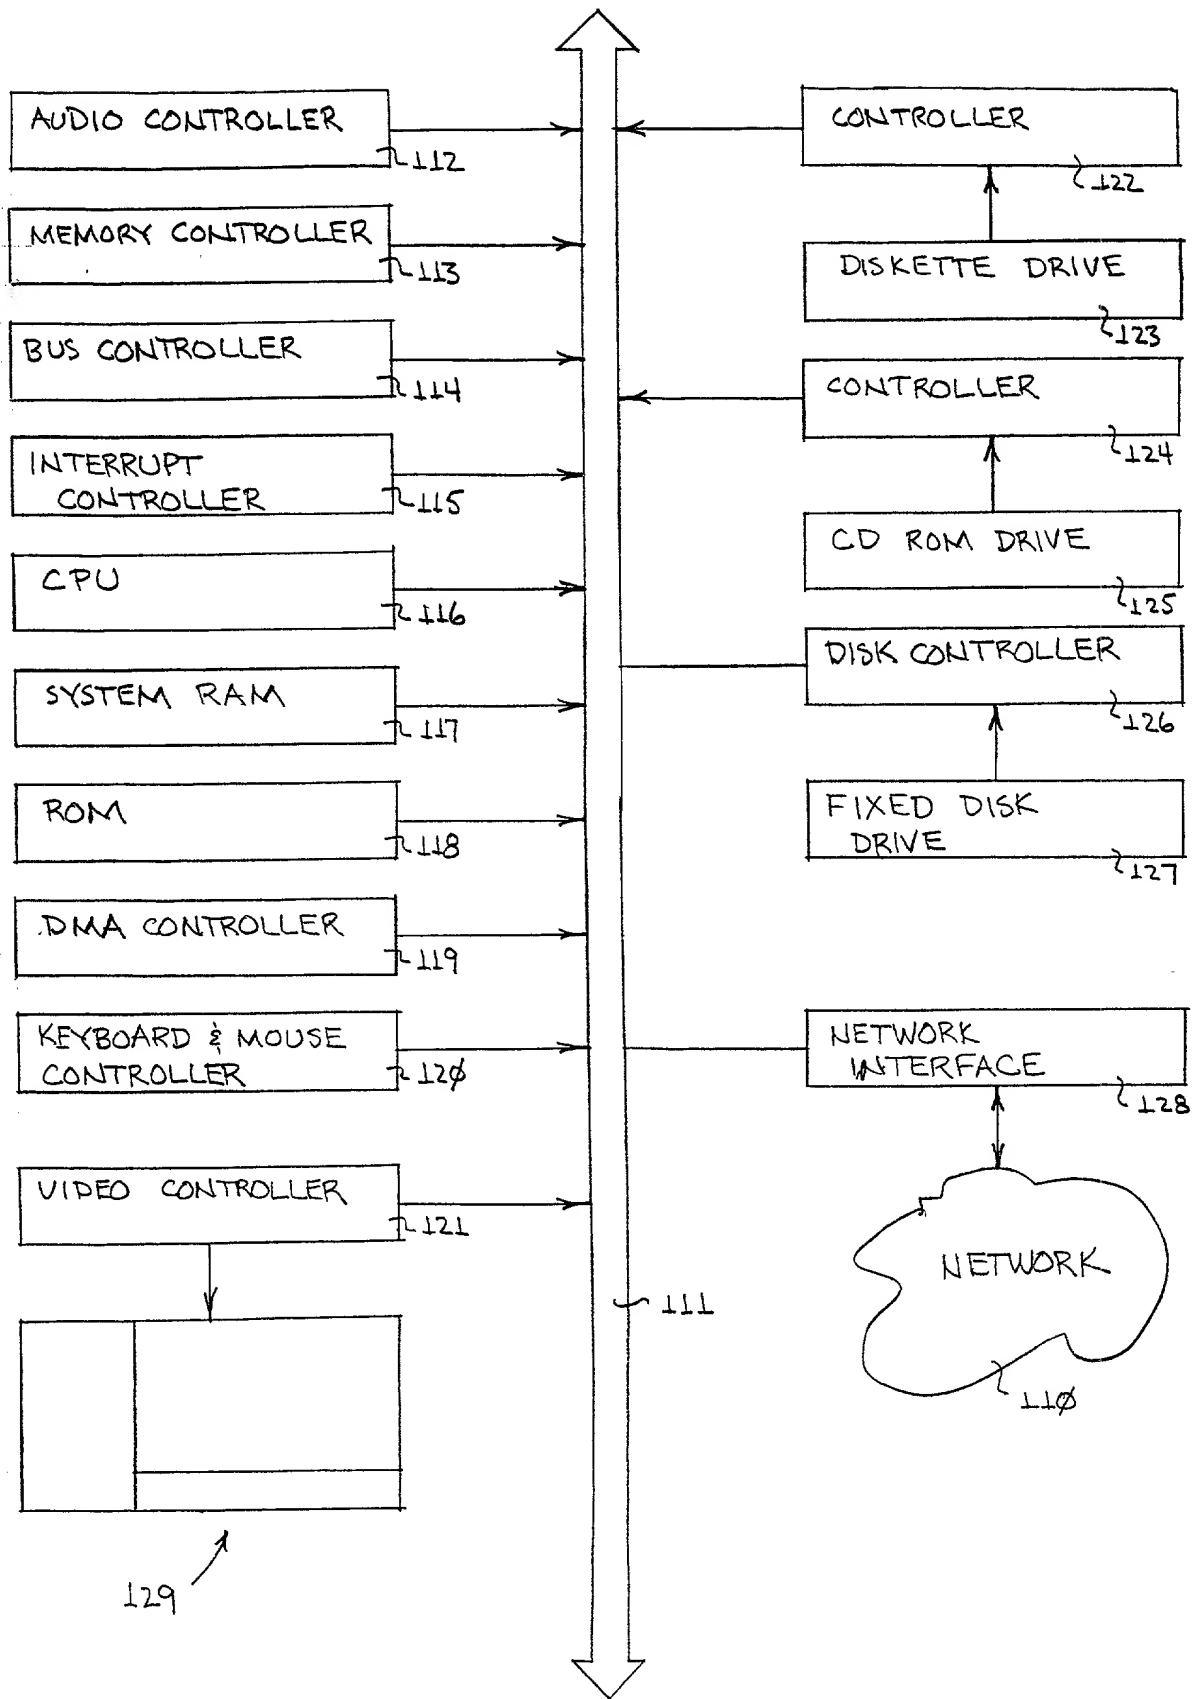 AUDIO CONTROLLER
112
MEMORY CONTROLLER
113
BUS CONTROLLER
114
INTERRUPT
CONTROLLER
115
CPU
116
SYSTEM RAM
117
ROM
118
DMA CONTROLLER
119
KEYBOARD & MOUSE
CONTROLLER
12Ø
VIDEO CONTROLLER
121
129
111
CONTROLLER
122
DISKETTE DRIVE
123
CONTROLLER
124
CD ROM DRIVE
125
DISK CONTROLLER
126
FIXED DISK
DRIVE
127
NETWORK
INTERFACE
128
NETWORK
11Ø